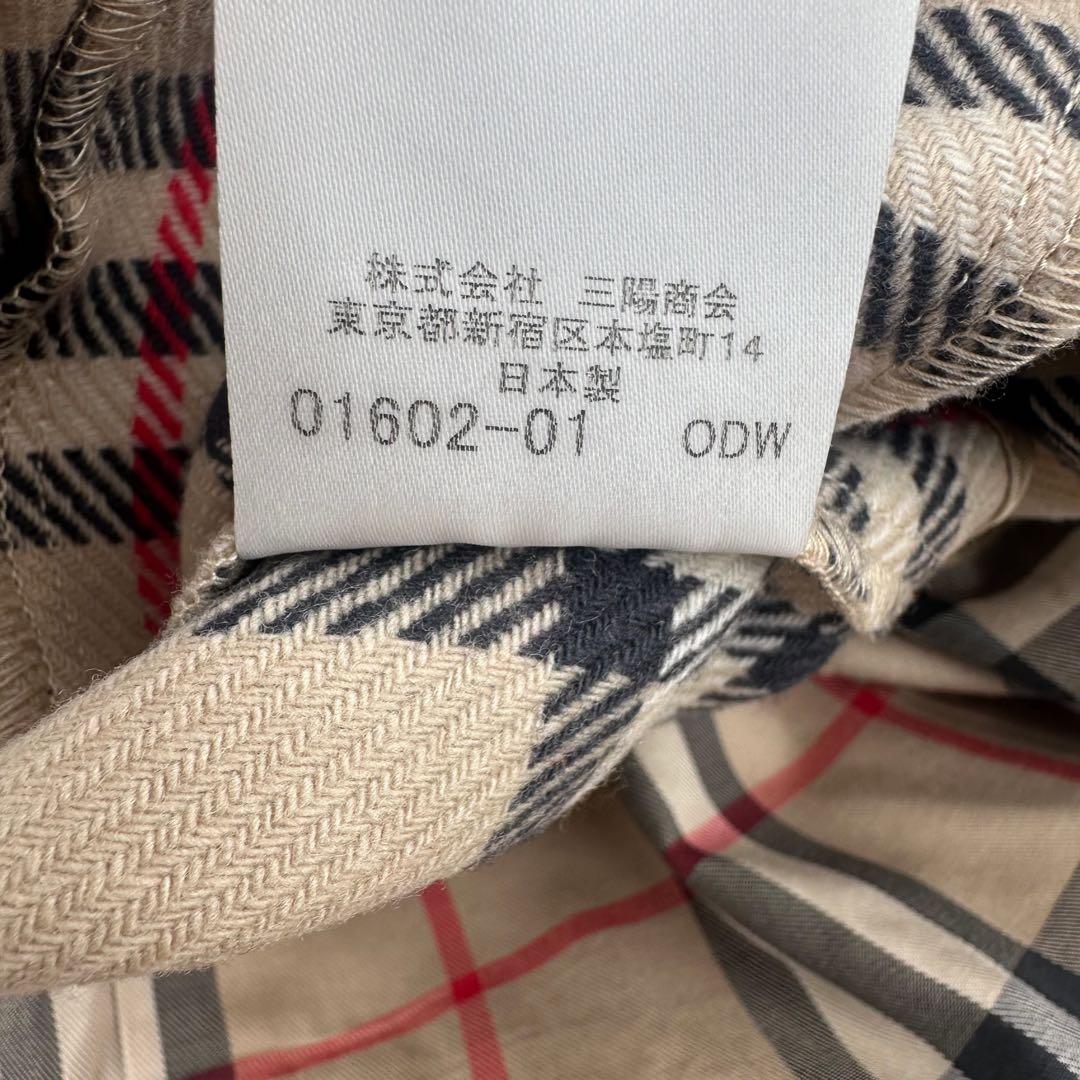 株式会社 三陽商会
東京都新宿区本塩町14
日本製
01602-01 ODW